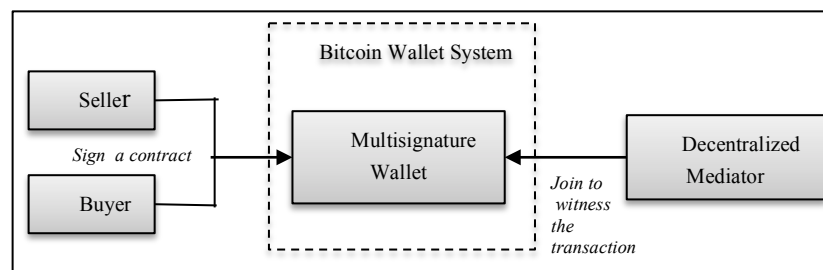 Bitcoin Wallet System
Seller
Sign a contract
Buyer
Multisignature
Wallet
Decentralized
Mediator
Join to
witness
the
transaction